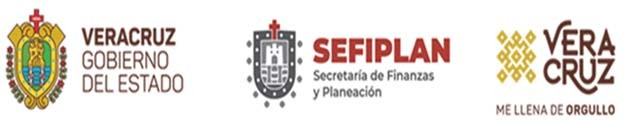 VERACRUZ
GOBIERNO
DEL ESTADO
SEFIPLAN
Secretaría de Finanzas
y Planeación
VERA
CRUZ
ME LLENA DE ORGULLO